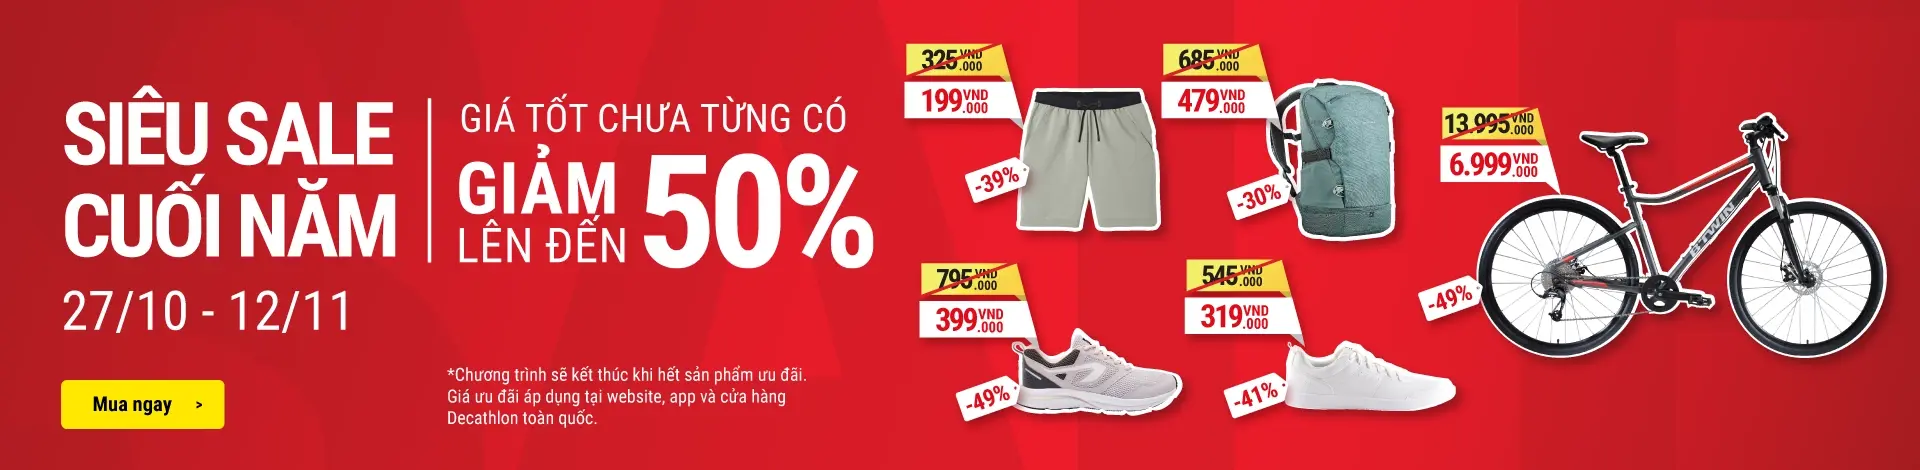 SIÊU SALE
CUỐI NĂM
27/10 - 12/11
Mua ngay >
GIÁ TỐT CHƯA TỪNG CÓ
GIẢM
LÊN ĐẾN
50%
*Chương trình sẽ kết thúc khi hết sản phẩm ưu đãi.
Giá ưu đãi áp dụng tại website, app và cửa hàng
Decathlon toàn quốc.
325.000 VND
199.000 VND
-39%
685.000 VND
479.000 VND
-30%
13.995.000 VND
6.999.000 VND
-49%
BTWIN
795.000 VND
399.000 VND
-49%
545.000 VND
319.000 VND
-41%